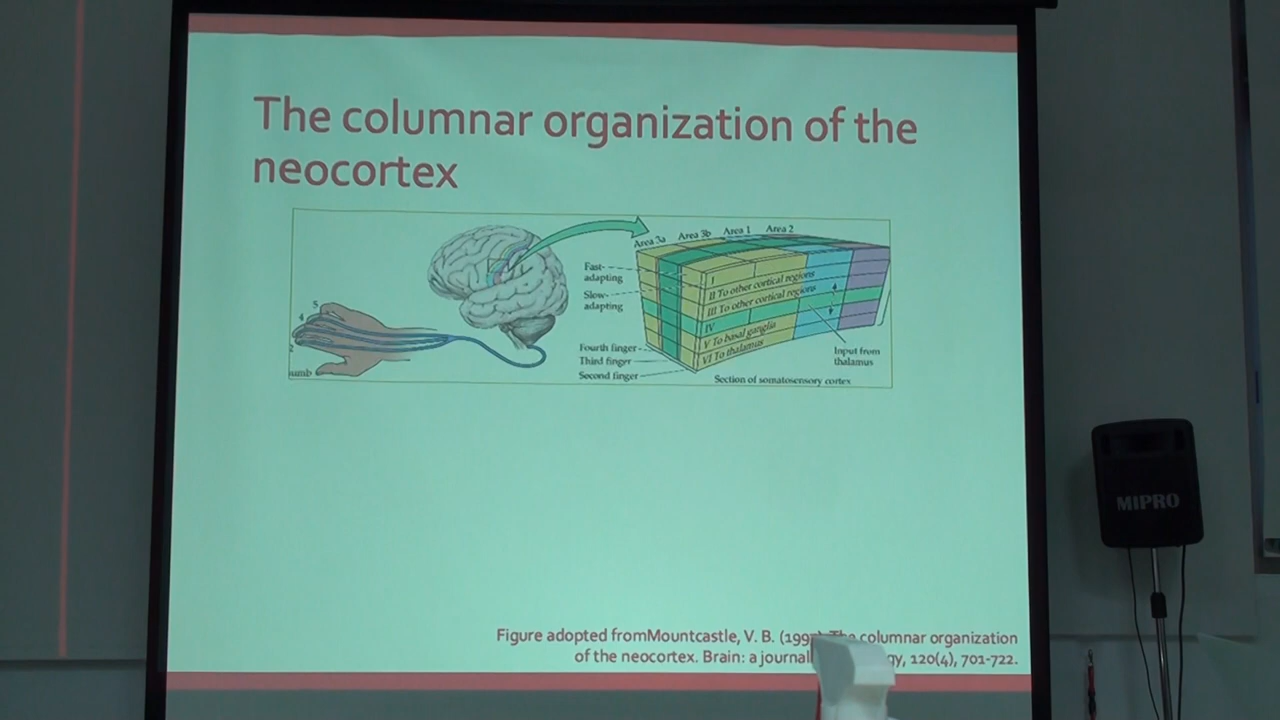 The columnar organization of the
neocortex
Area 3a Area 3b Area 1 Area 2
Fast-
adapting
Slow-
adapting
I
II To other cortical regions
III To other cortical regions
IV
V To basal ganglia
VI To thalamus
5
4
umb
Fourth finger
Third finger
Second finger
Input from
thalamus
Section of somatosensory cortex
Figure adopted fromMountcastle, V. B. The columnar organization
of the neocortex. Brain: a journal 120(4), 701-722.
MIPRO